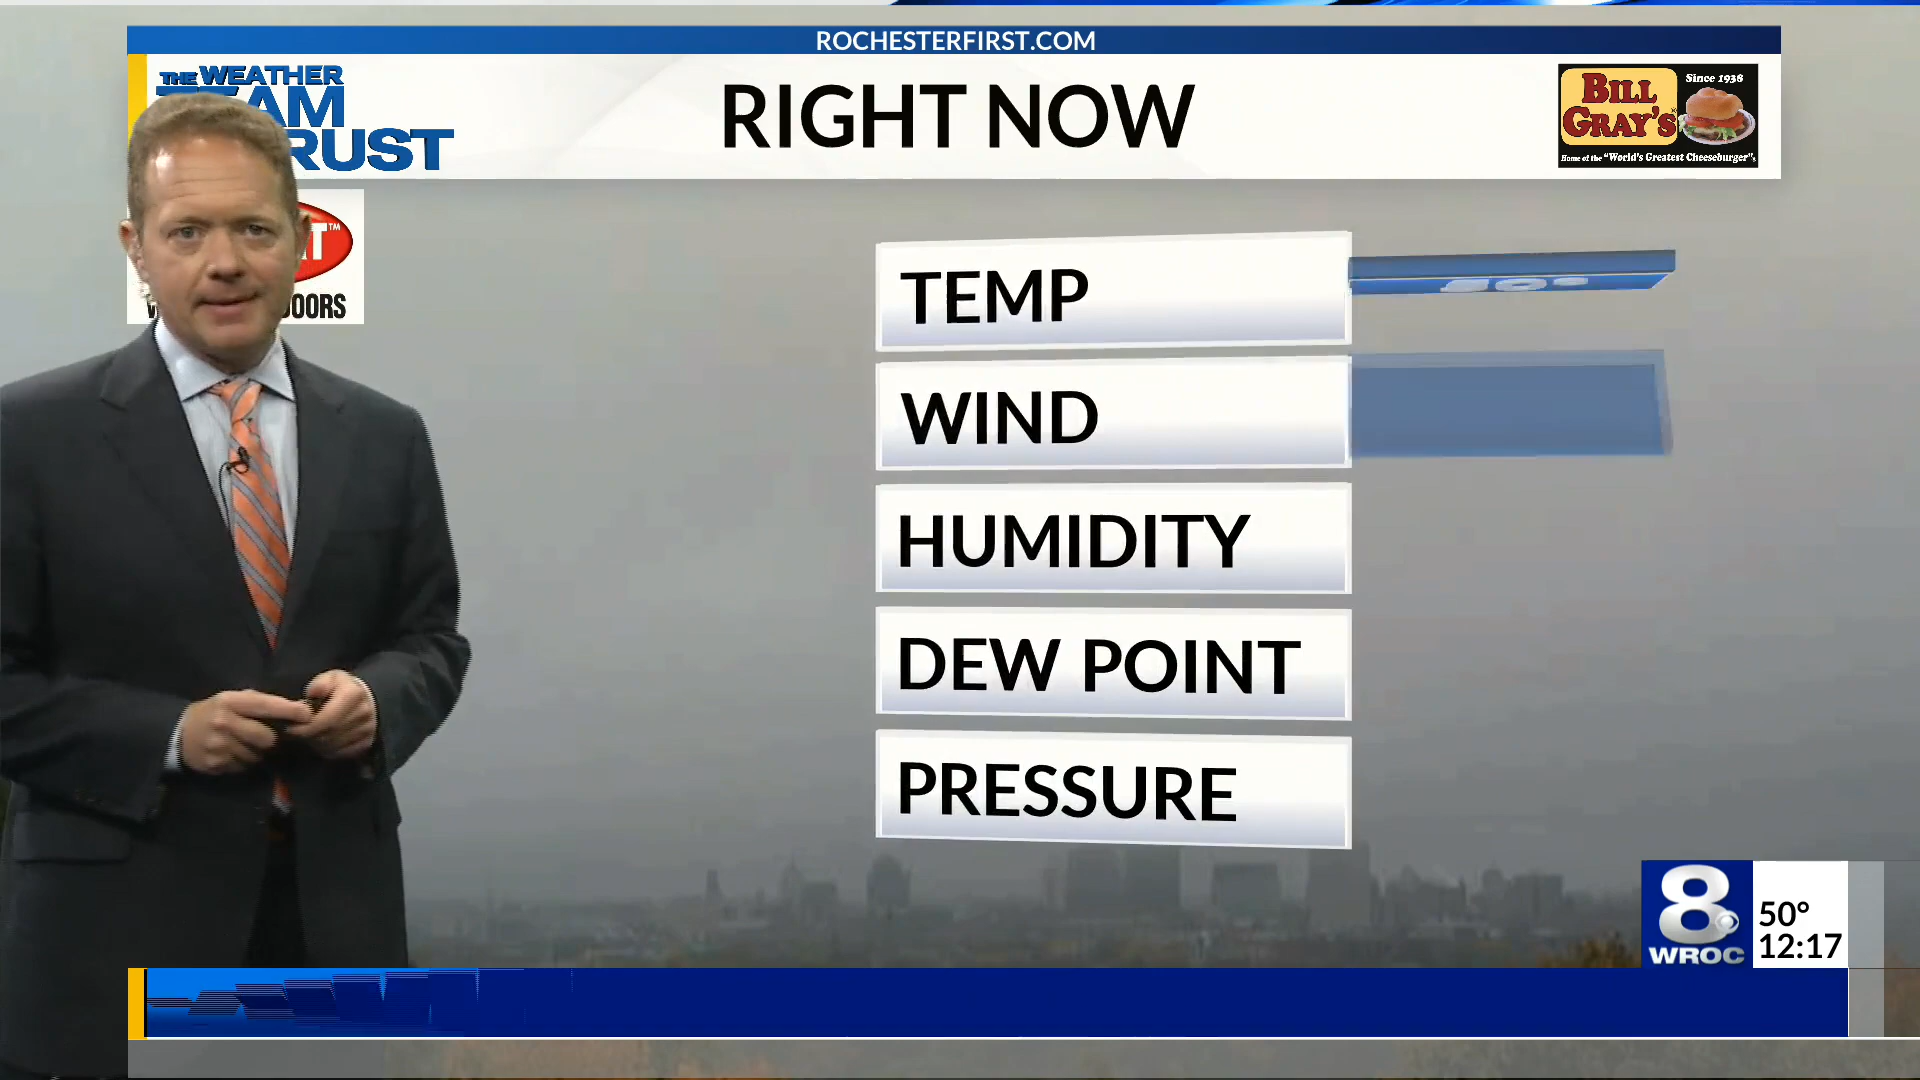 ROCHESTERFIRST.COM
THE WEATHER
RUST
RIGHT NOW
BILL
GRAY'S
Since 1938
Home of the "World's Greatest Cheeseburger"
TM
TEMP
WIND
HUMIDITY
DEW POINT
PRESSURE
8
WROC
50°
12:17